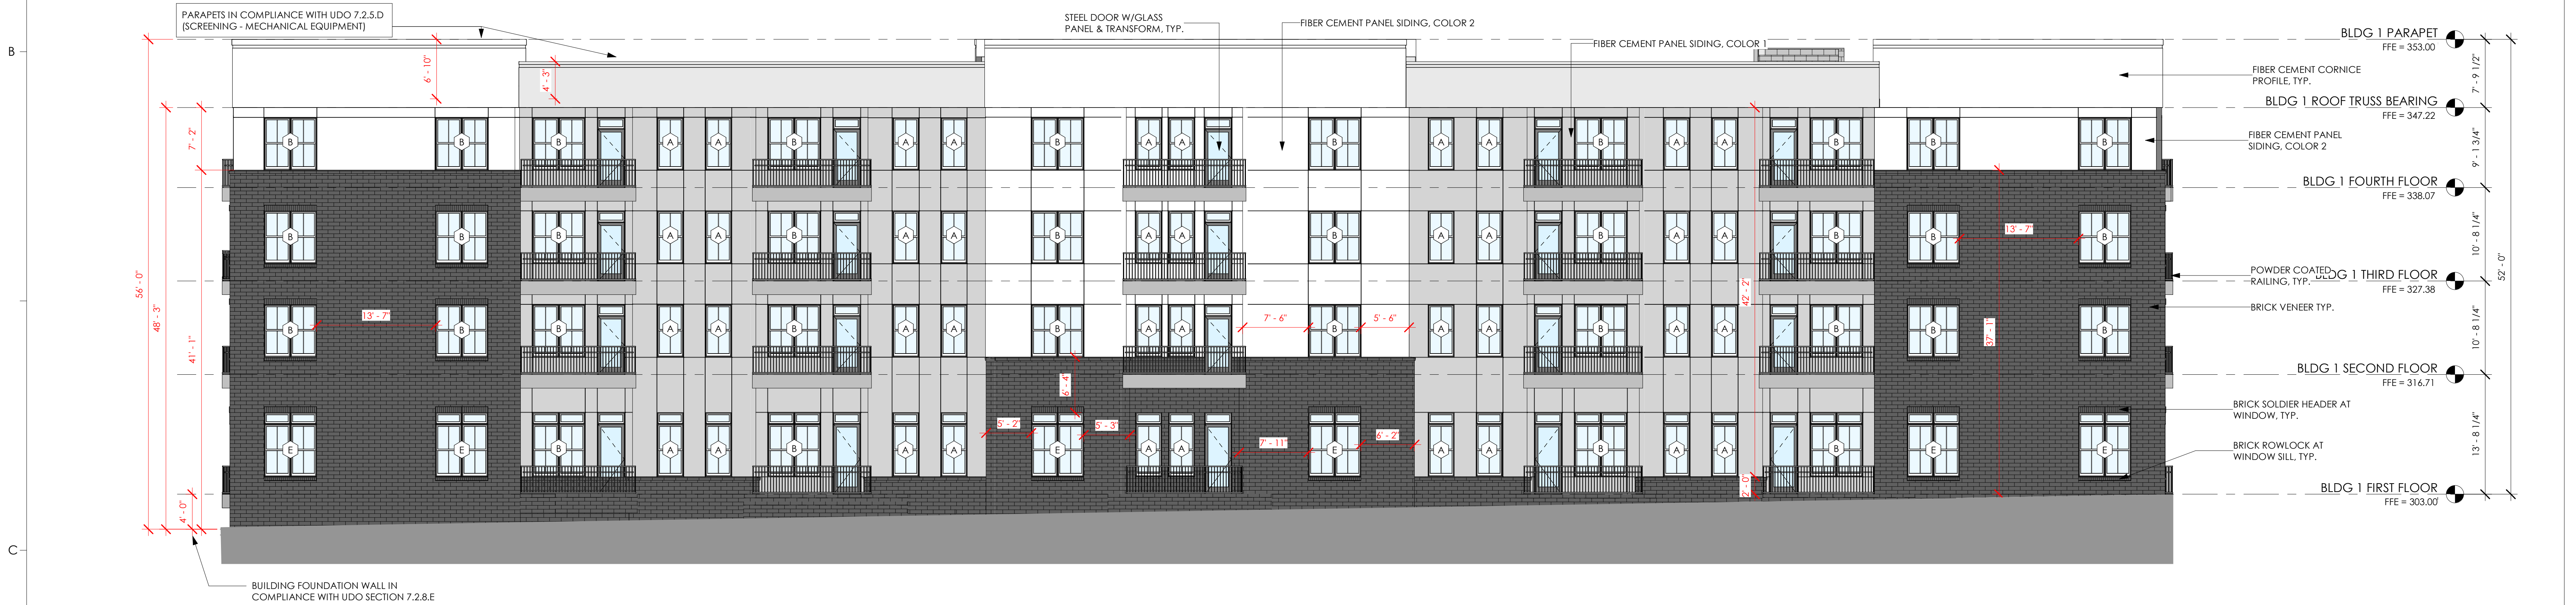 PARAPETS IN COMPLIANCE WITH UDO 7.2.5.D
(SCREENING - MECHANICAL EQUIPMENT)
STEEL DOOR W/GLASS
PANEL & TRANSFORM, TYP.
FIBER CEMENT PANEL SIDING, COLOR 2
FIBER CEMENT PANEL SIDING, COLOR 1
BLDG 1 PARAPET
FFE = 353.00
B
6' - 10"
4' - 3"
FIBER CEMENT CORNICE
PROFILE, TYP.
7' - 9 1/2"
BLDG 1 ROOF TRUSS BEARING
FFE = 347.22
7' - 2"
B B B A A B A A B A A B A A B A A B B B
FIBER CEMENT PANEL
SIDING, COLOR 2
9' - 1 3/4"
BLDG 1 FOURTH FLOOR
FFE = 338.07
B B B A A B A A B A A B A A B A A B B B
13' - 7"
10' - 8 1/4"
52' - 0"
56' - 0"
48' - 3"
41' - 1"
42' - 2"
37' - 1"
POWDER COATED
RAILING, TYP.
BLDG 1 THIRD FLOOR
FFE = 327.38
BRICK VENEER TYP.
13' - 7"
7' - 6"
5' - 6"
B B B A A B A A B A A B A A B A A B B B
10' - 8 1/4"
BLDG 1 SECOND FLOOR
FFE = 316.71
6' - 4"
BRICK SOLDIER HEADER AT
WINDOW, TYP.
5' - 2"
5' - 3"
7' - 11"
6' - 2"
E E B A A B A A E A A E A A B A A B E E
BRICK ROWLOCK AT
WINDOW SILL, TYP.
13' - 8 1/4"
2' - 0"
BLDG 1 FIRST FLOOR
FFE = 303.00
4' - 0"
C
BUILDING FOUNDATION WALL IN
COMPLIANCE WITH UDO SECTION 7.2.8.E